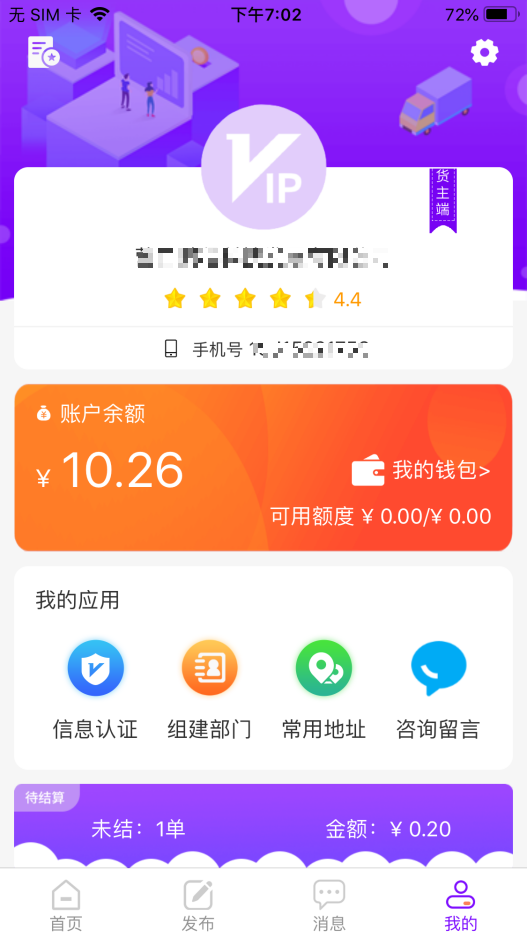 无 SIM 卡 下午7:02 72%
VIP
货主端
4.4
手机号
账户余额
¥ 10.26
我的钱包>
可用额度 ¥ 0.00/¥ 0.00
我的应用
信息认证 组建部门 常用地址 咨询留言
待结算
未结：1单 金额：¥ 0.20
首页 发布 消息 我的